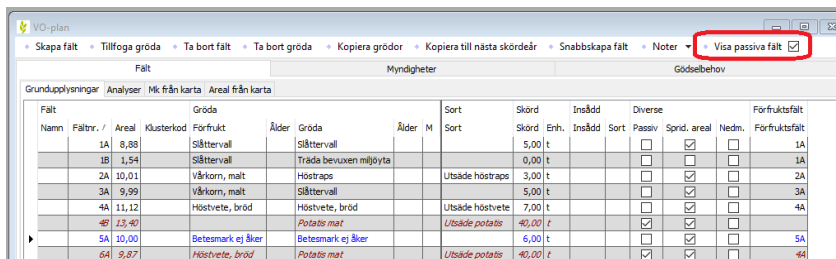 VO-plan
Skapa fält Tillfoga gröda Ta bort fält Ta bort gröda Kopiera grödor Kopiera till nästa skördeår Snabbskapa fält Noter Visa passiva fält
Fält Myndigheter Gödselbehov
Grundupplysningar Analyser Mk från karta Areal från karta
Fält Gröda Sort Skörd Insådd Diverse Förfruktsfält
Namn Fältnr. / Areal Klusterkod Förfrukt Ålder Gröda Ålder M Sort Skörd Enh. Insådd Sort Passiv Sprid. areal Nedm. Förfruktsfält
1A 8,88 Slåttervall Slåttervall 5,00 t 1A
1B 1,54 Slåttervall Träda bevuxen miljöyta 0,00 t 1A
2A 10,01 Vårkorn, malt Höstraps Utsäde höstraps 3,00 t 2A
3A 9,99 Vårkorn, malt Slåttervall 5,00 t 3A
4A 11,12 Höstvete, bröd Höstvete, bröd Utsäde höstvete 7,00 t 4A
4B 13,40 Potatis mat Utsäde potatis 40,00 t
5A 10,00 Betesmark ej åker Betesmark ej åker 6,00 t 5A
6A 9,87 Höstvete, bröd Potatis mat Utsäde potatis 40,00 t 4A